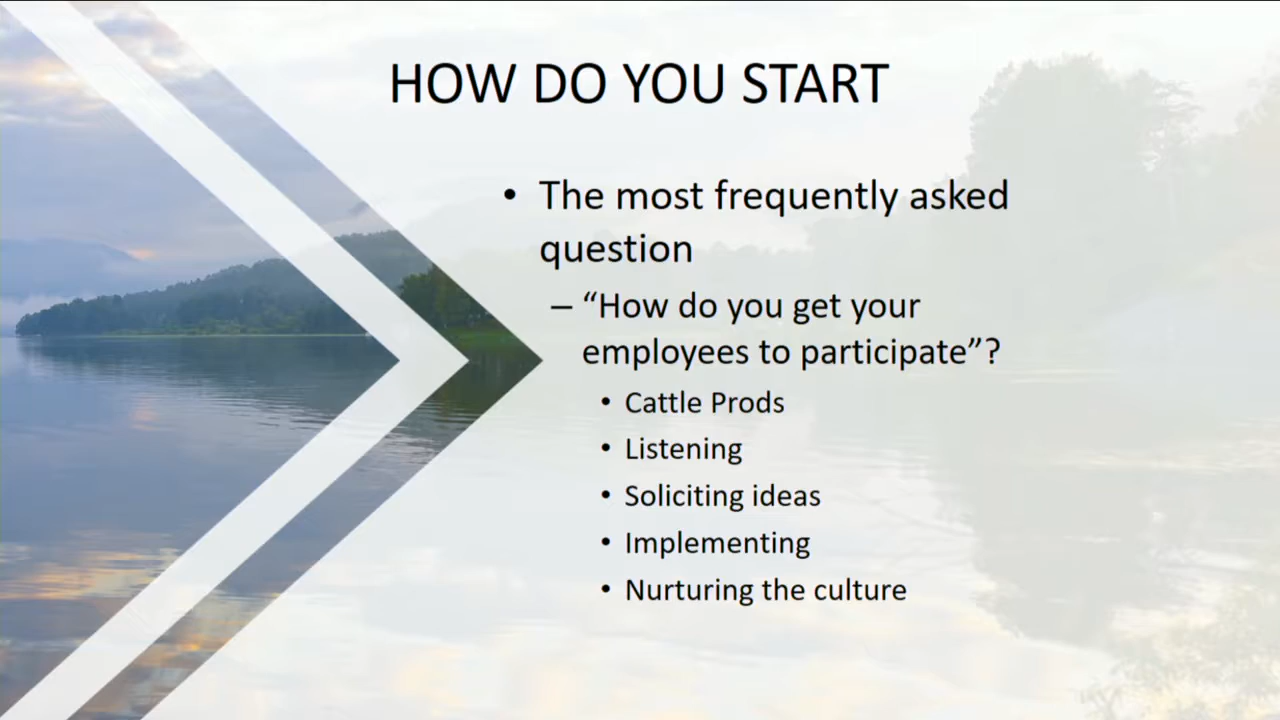 HOW DO YOU START
• The most frequently asked
question
– “How do you get your
employees to participate”?
• Cattle Prods
• Listening
• Soliciting ideas
• Implementing
• Nurturing the culture